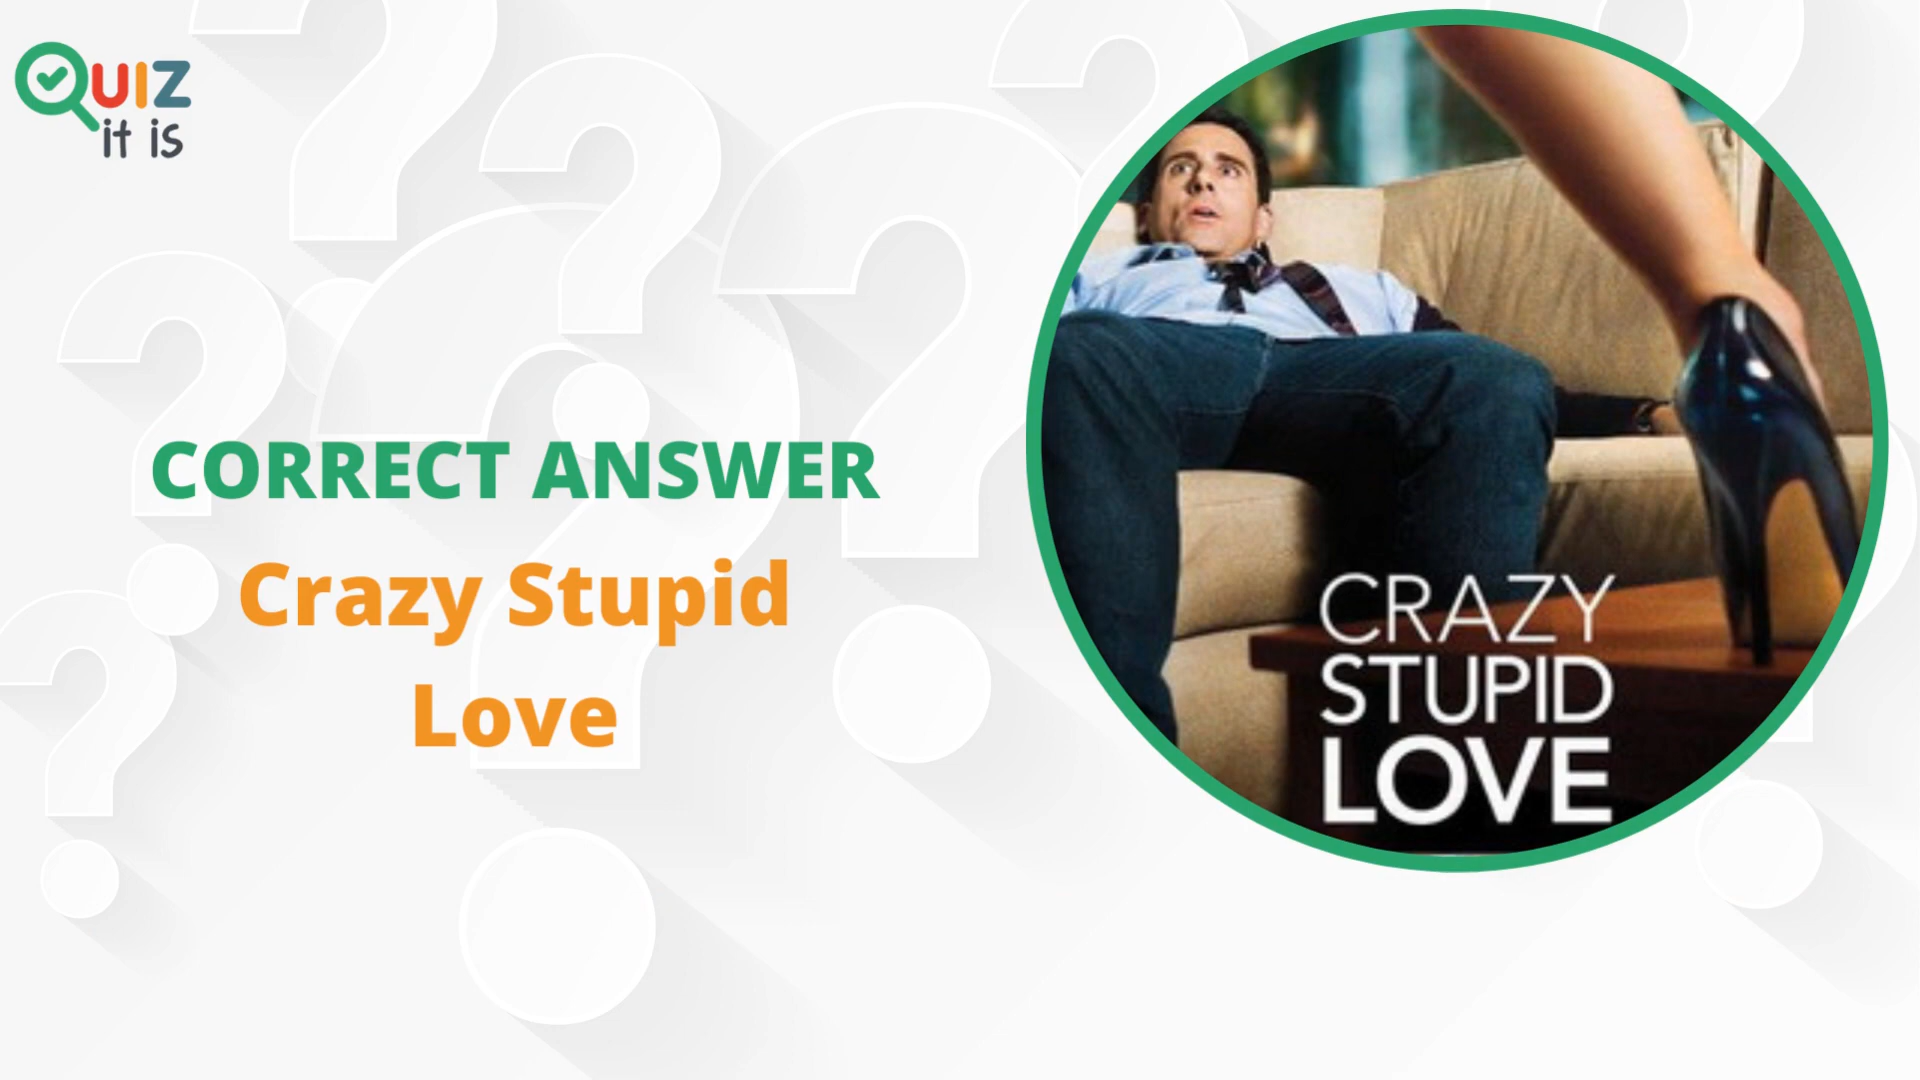 QUIZ
it is
CORRECT ANSWER
Crazy Stupid
Love
CRAZY
STUPID
LOVE